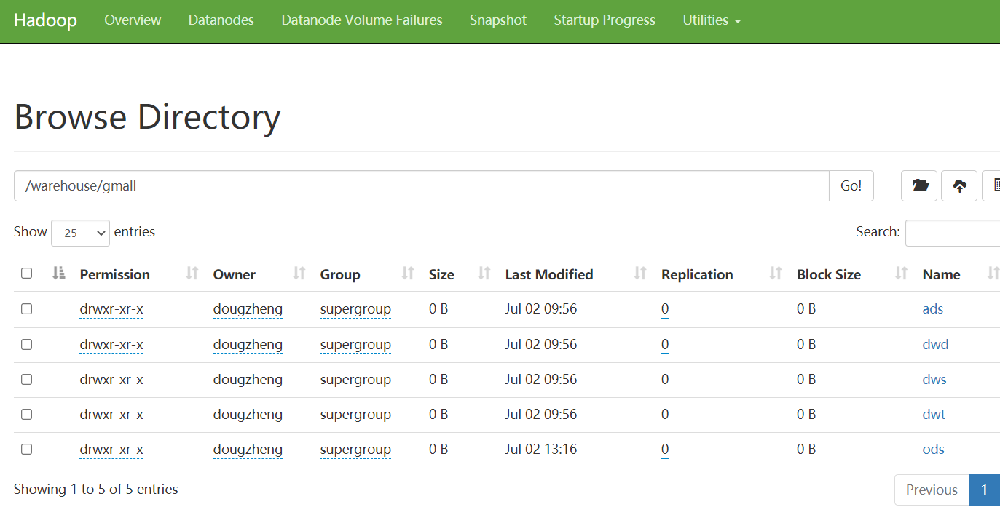 Hadoop Overview Datanodes Datanode Volume Failures Snapshot Startup Progress Utilities
Browse Directory
/warehouse/gmall Go!
Show 25 entries Search:
Permission Owner Group Size Last Modified Replication Block Size Name
drwxr-xr-x dougzheng supergroup 0 B Jul 02 09:56 0 0 B ads
drwxr-xr-x dougzheng supergroup 0 B Jul 02 09:56 0 0 B dwd
drwxr-xr-x dougzheng supergroup 0 B Jul 02 09:56 0 0 B dws
drwxr-xr-x dougzheng supergroup 0 B Jul 02 09:56 0 0 B dwt
drwxr-xr-x dougzheng supergroup 0 B Jul 02 13:16 0 0 B ods
Showing 1 to 5 of 5 entries Previous 1